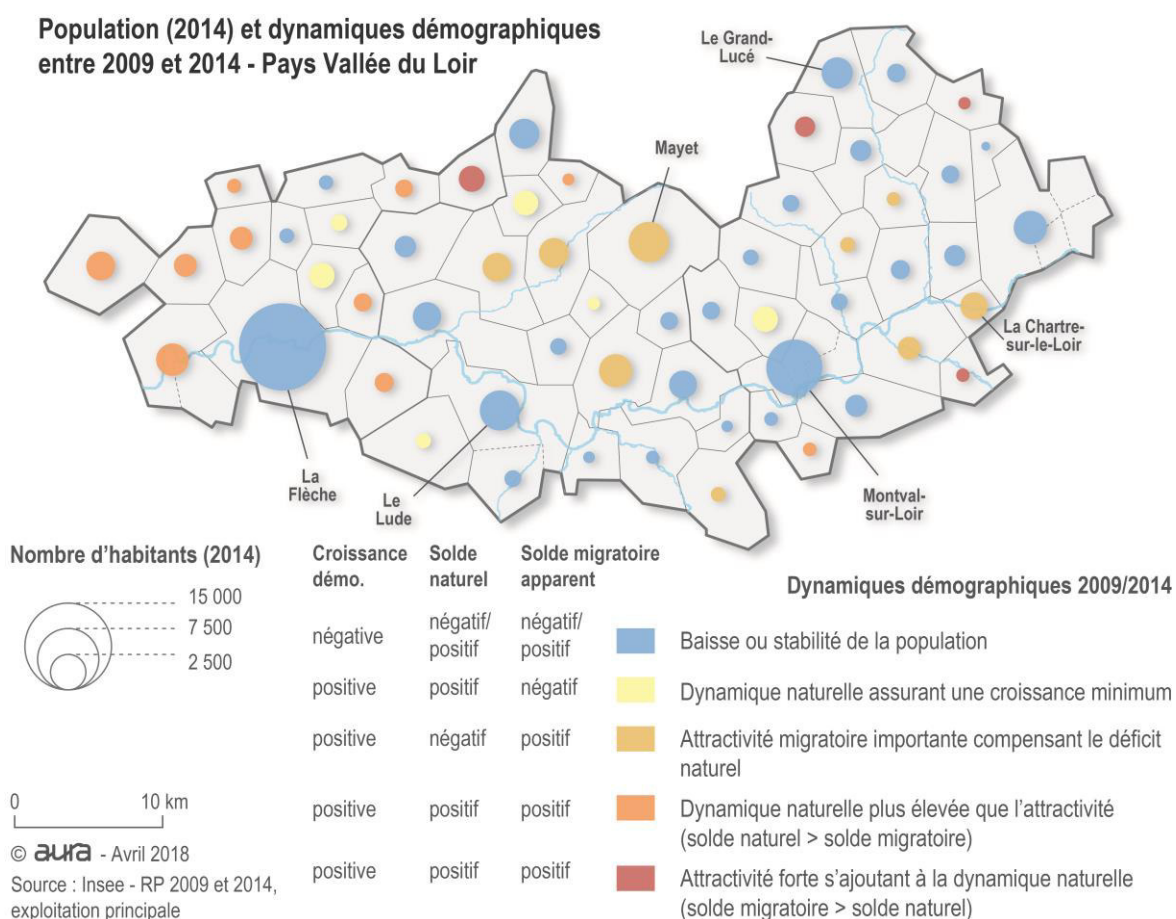 Population (2014) et dynamiques démographiques
entre 2009 et 2014 - Pays Vallée du Loir
Le Grand-
Lucé
Mayet
La Chartre-
sur-le-Loir
La
Flèche
Le
Lude
Montval-
sur-Loir
Nombre d'habitants (2014)
15 000
7 500
2 500
0 10 km
© aura - Avril 2018
Source : Insee - RP 2009 et 2014,
exploitation principale
Croissance Solde Solde migratoire
démo. naturel apparent
Dynamiques démographiques 2009/2014
négatif/ négatif/
négative positif positif Baisse ou stabilité de la population
positive positif négatif Dynamique naturelle assurant une croissance minimum
positive négatif positif Attractivité migratoire importante compensant le déficit
naturel
positive positif positif Dynamique naturelle plus élevée que l'attractivité
(solde naturel > solde migratoire)
positive positif positif Attractivité forte s'ajoutant à la dynamique naturelle
(solde migratoire > solde naturel)